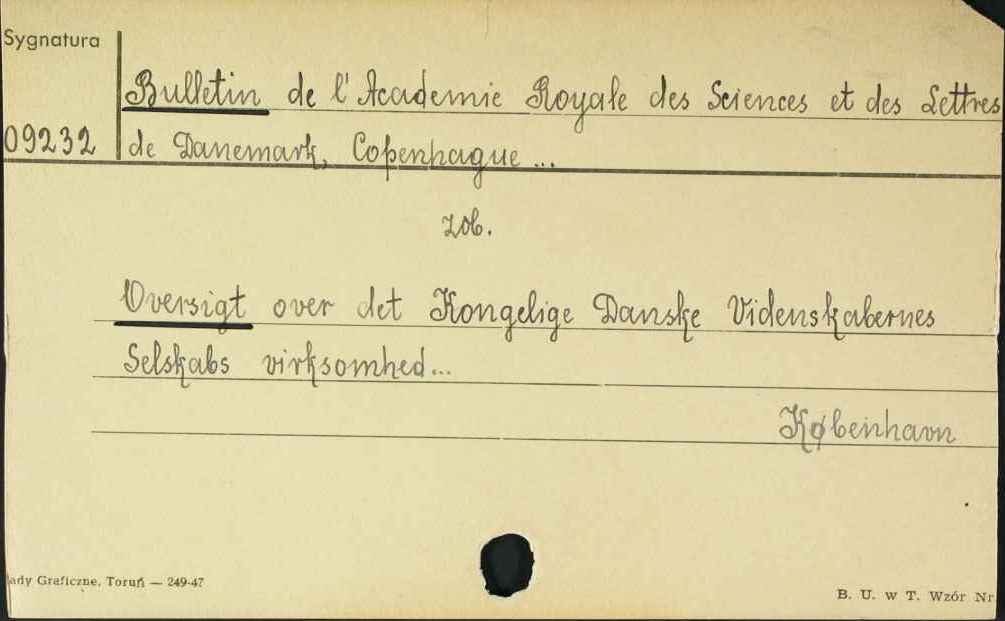 Sygnatura
Bulletin de l'Academie Royale des Sciences et des Lettres
09232 de Danemark, Copenhague ...
zob.
Oversigt over det Kongelige Danske Videnskabernes
Selskabs virksomhed...
København
ady Graficzne, Toruń — 249-47
B. U. w T. Wzór Nr